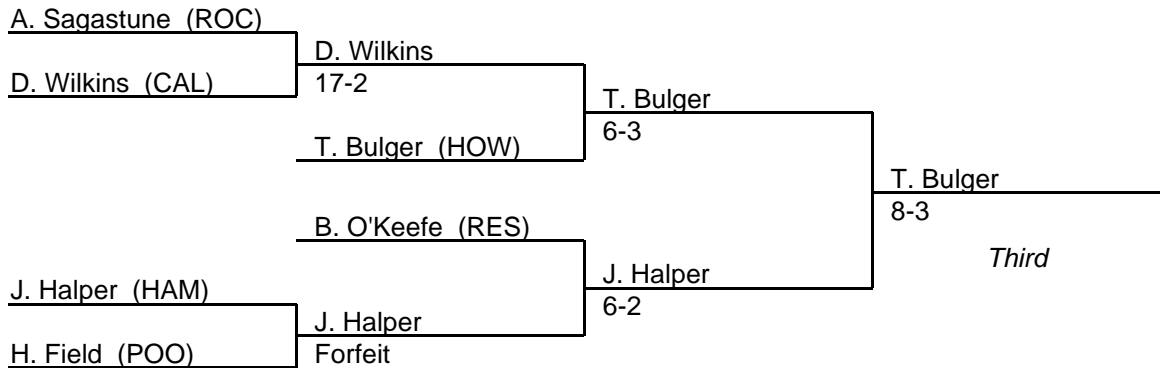 A. Sagastune (ROC)
D. Wilkins
D. Wilkins (CAL)
17-2
T. Bulger
6-3
T. Bulger (HOW)
T. Bulger
8-3
B. O'Keefe (RES)
Third
J. Halper
J. Halper (HAM)
6-2
J. Halper
H. Field (POO)
Forfeit